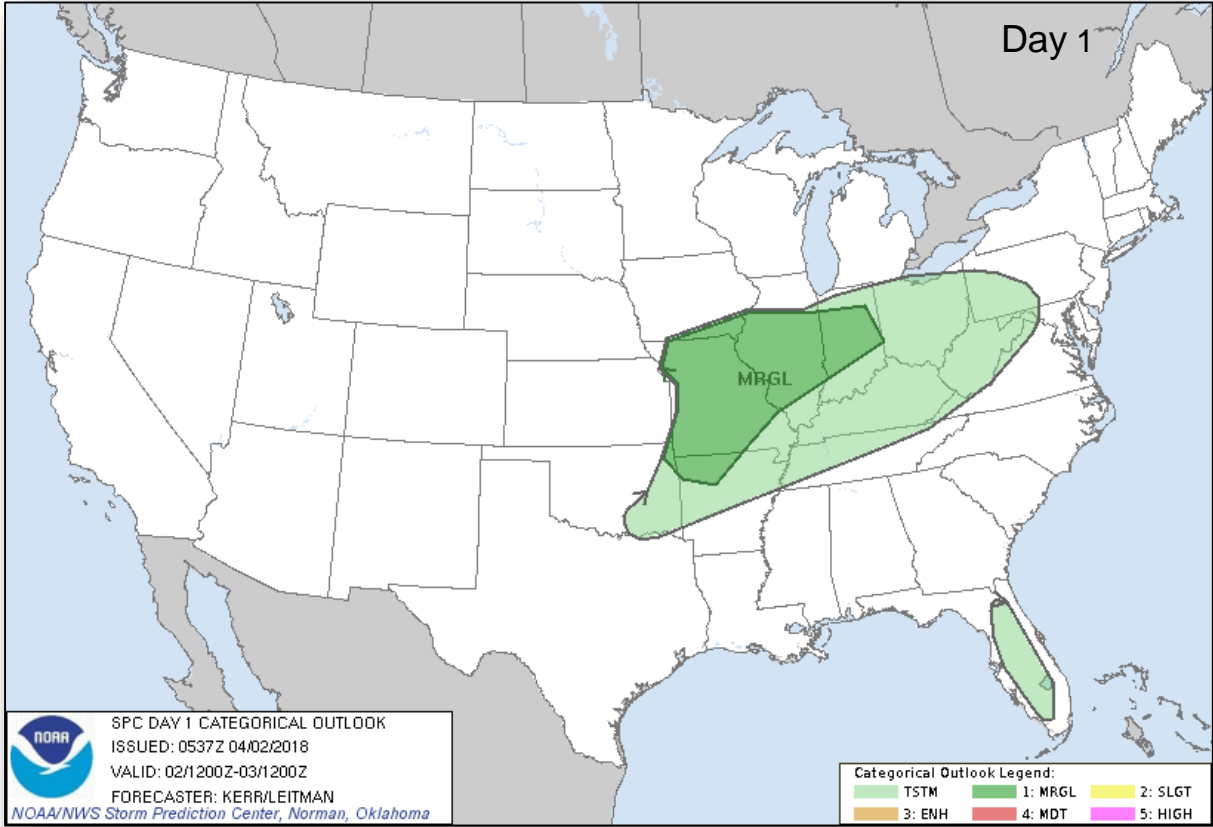 Day 1
MRGL
NOAA
SPC DAY 1 CATEGORICAL OUTLOOK
ISSUED: 0537Z 04/02/2018
VALID: 02/1200Z-03/1200Z
FORECASTER: KERR/LEITMAN
NOAA/NWS Storm Prediction Center, Norman, Oklahoma
Categorical Outlook Legend:
TSTM 1: MRGL 2: SLGT
3: ENH 4: MDT 5: HIGH